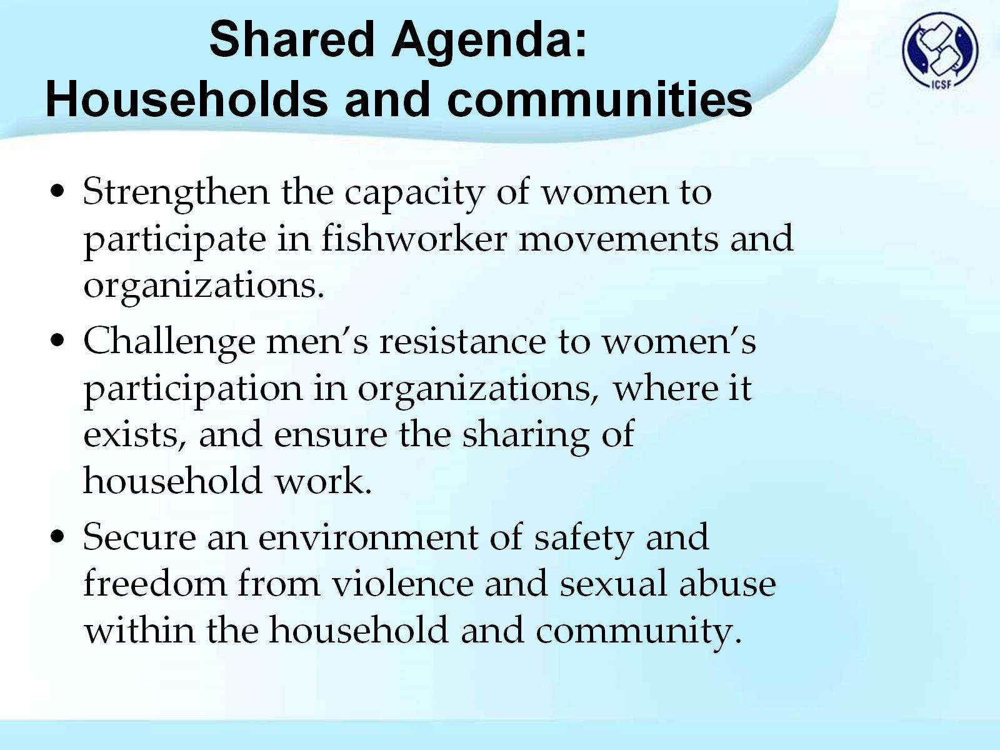 Shared Agenda:
Households and communities
ICSF
• Strengthen the capacity of women to
participate in fishworker movements and
organizations.
• Challenge men’s resistance to women’s
participation in organizations, where it
exists, and ensure the sharing of
household work.
• Secure an environment of safety and
freedom from violence and sexual abuse
within the household and community.